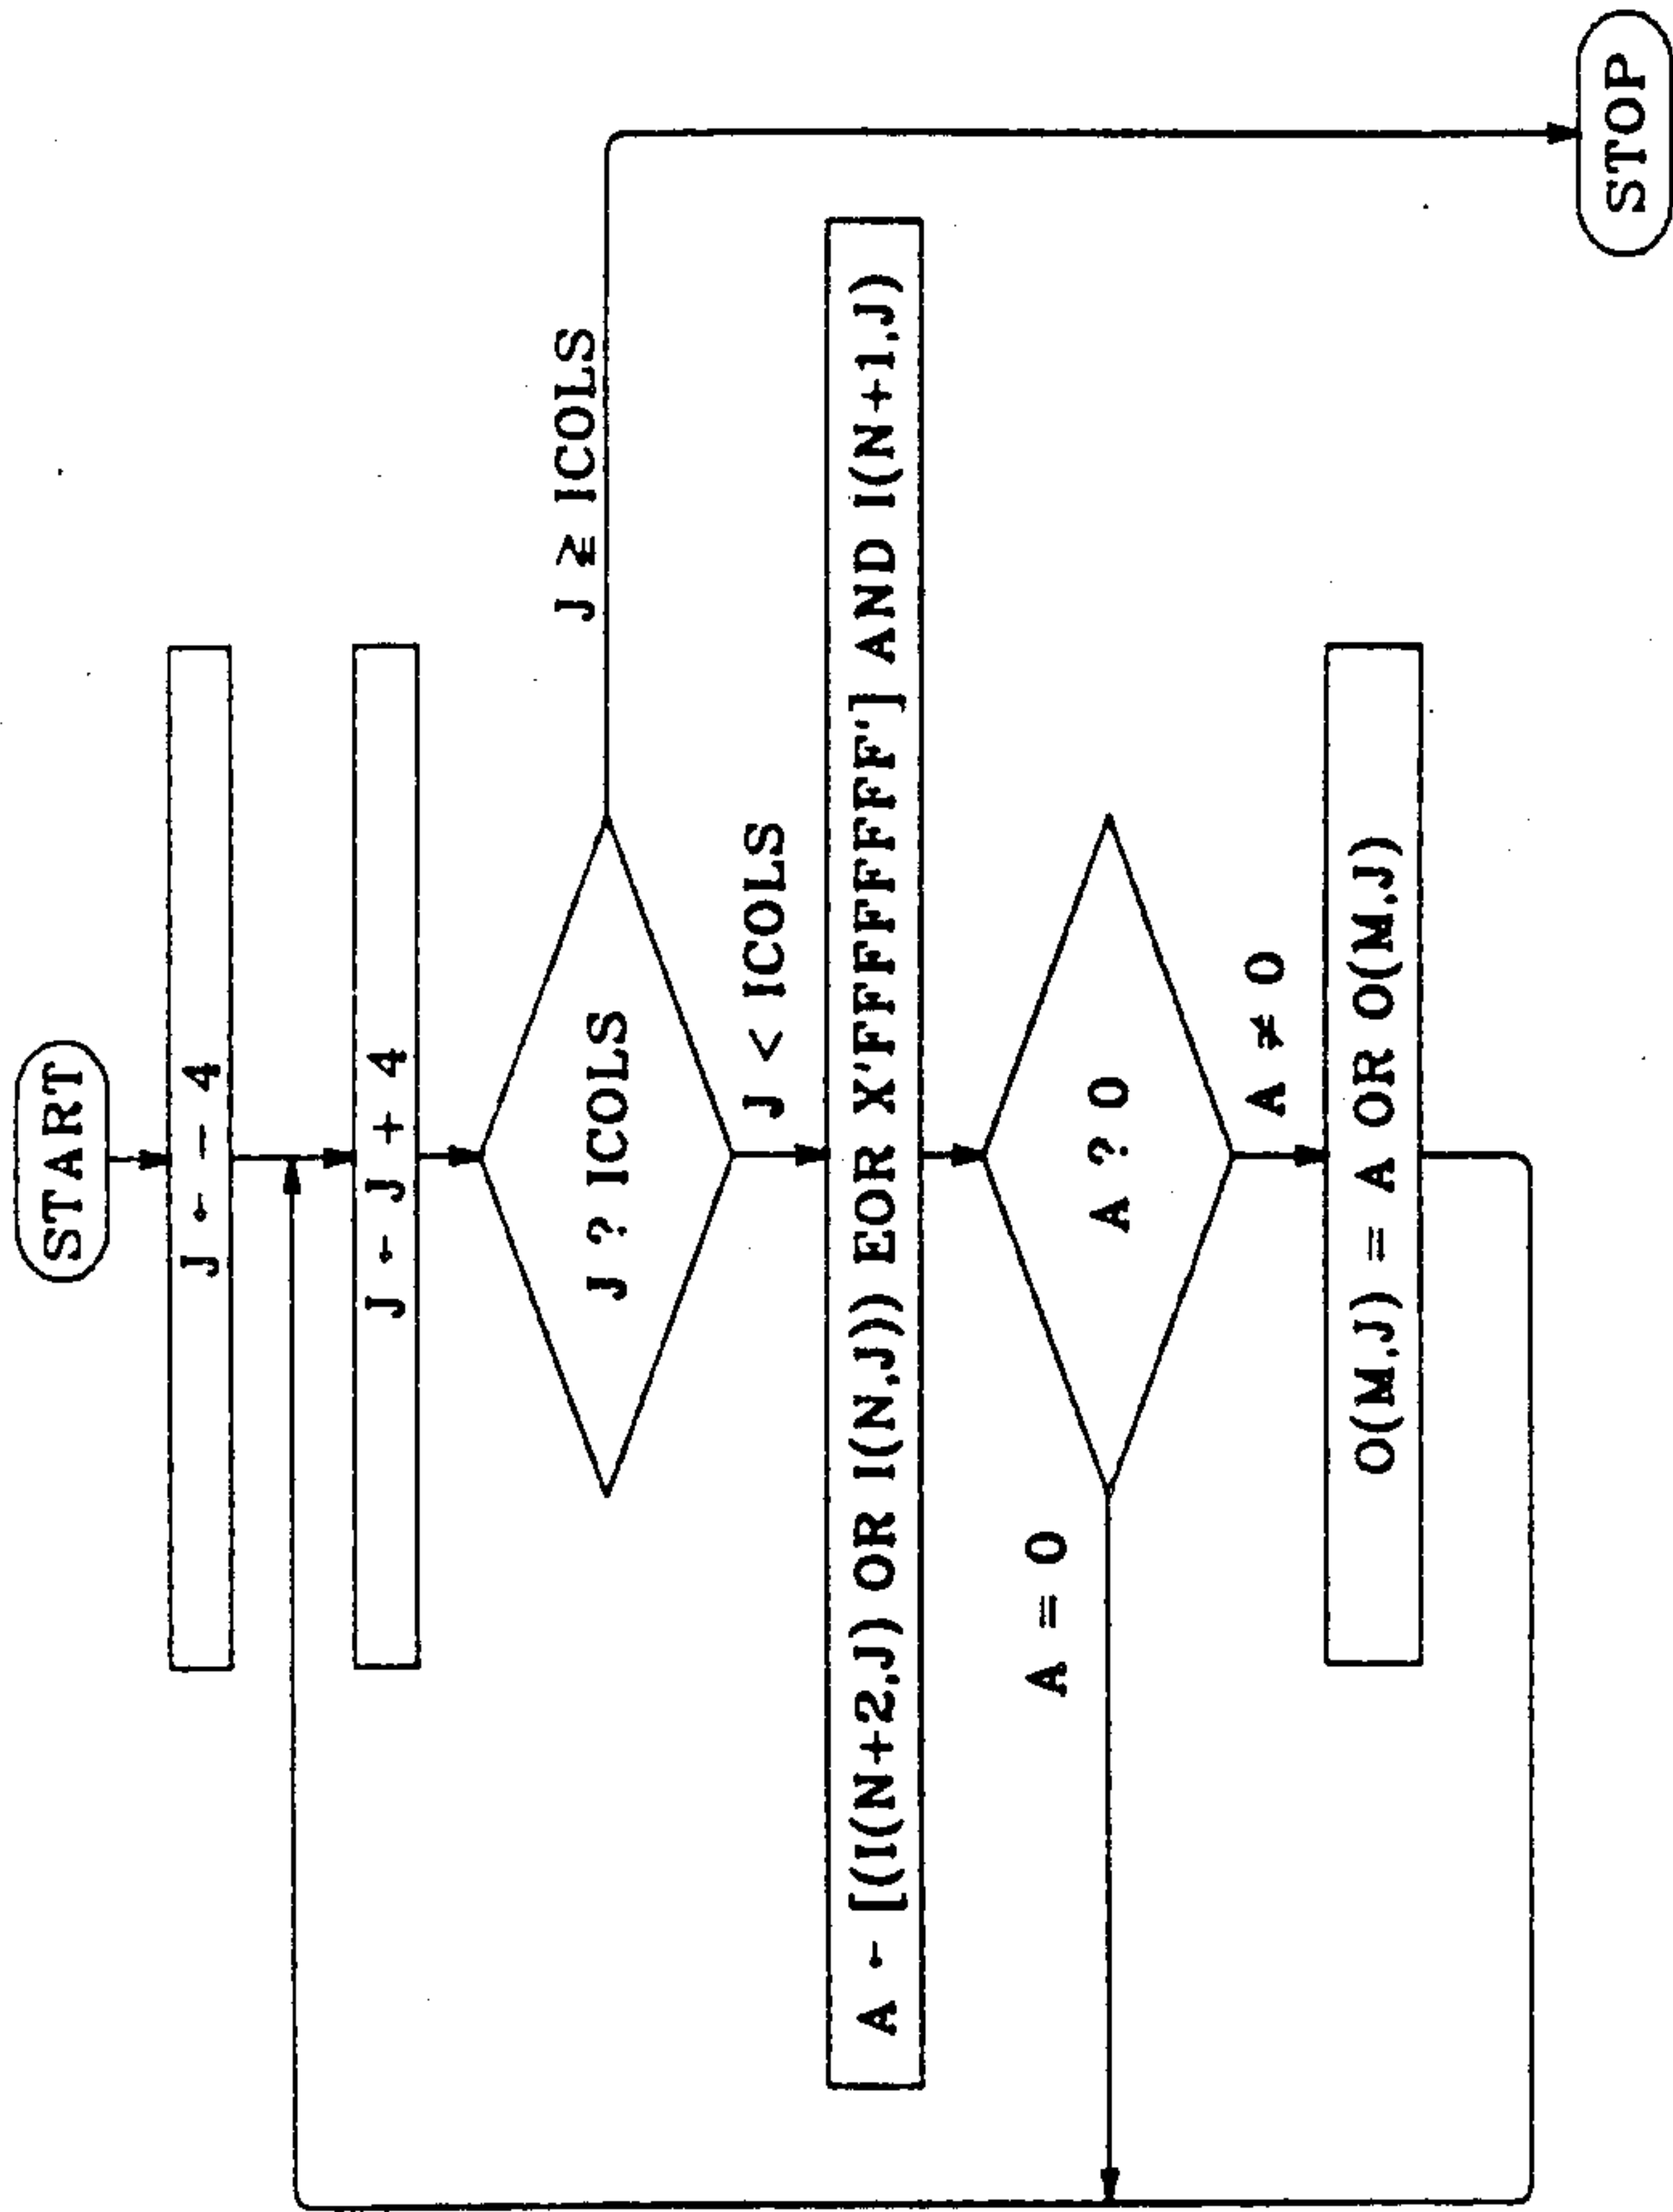 START
J ← - 4
J ← J + 4
J ? ICOLS
J ≧ ICOLS
J < ICOLS
A ← [(I(N+2,J) OR I(N,J)) EOR X'FFFFFFFF'] AND I(N+1,J)
A ? 0
A = 0
A ≠ 0
O(M,J) = A OR O(M,J)
STOP